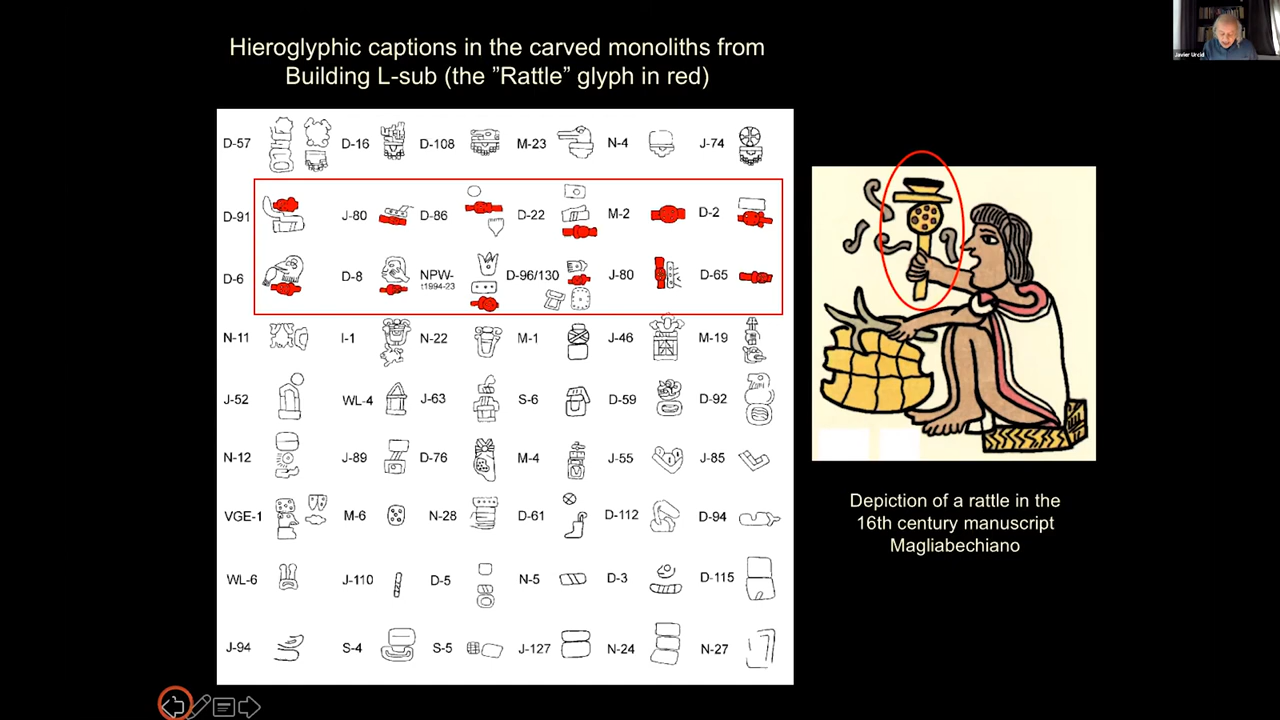 Hieroglyphic captions in the carved monoliths from
Building L-sub (the ”Rattle” glyph in red)
Javier Urcid
D-57 D-16 D-108 M-23 N-4 J-74
D-91 J-80 D-86 D-22 M-2 D-2
D-6 D-8 NPW-t1994-23 D-96/130 J-80 D-65
N-11 I-1 N-22 M-1 J-46 M-19
J-52 WL-4 J-63 S-6 D-59 D-92
N-12 J-89 D-76 M-4 J-55 J-85
VGE-1 M-6 N-28 D-61 D-112 D-94
WL-6 J-110 D-5 N-5 D-3 D-115
J-94 S-4 S-5 J-127 N-24 N-27
Depiction of a rattle in the
16th century manuscript
Magliabechiano